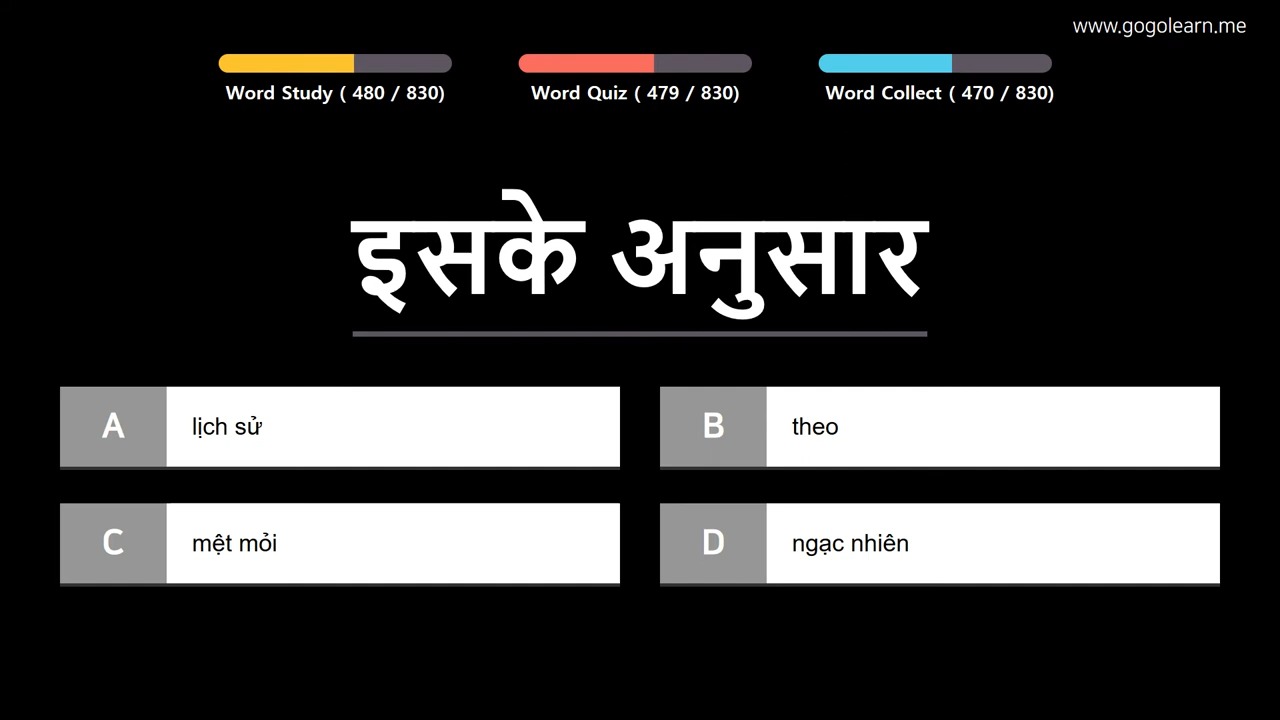 www.gogolearn.me
Word Study ( 480 / 830)
Word Quiz ( 479 / 830)
Word Collect ( 470 / 830)
इसके अनुसार
A lịch sử
B theo
C mệt mỏi
D ngạc nhiên